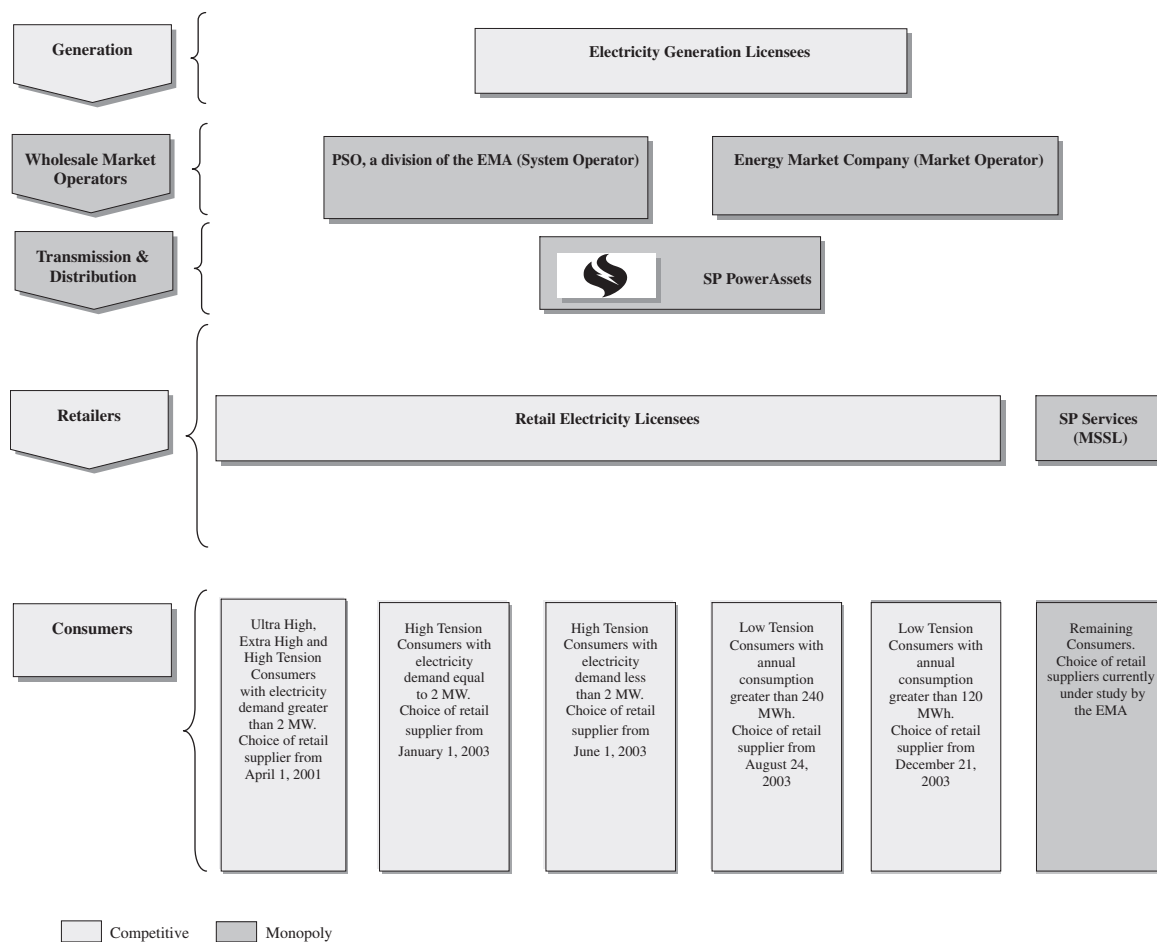 Generation
Electricity Generation Licensees
Wholesale Market
Operators
PSO, a division of the EMA (System Operator)
Energy Market Company (Market Operator)
Transmission &
Distribution
SP PowerAssets
Retailers
Retail Electricity Licensees
SP Services
(MSSL)
Consumers
Ultra High,
Extra High and
High Tension
Consumers
with electricity
demand greater
than 2 MW.
Choice of retail
supplier from
April 1, 2001
High Tension
Consumers with
electricity
demand equal
to 2 MW.
Choice of retail
supplier from
January 1, 2003
High Tension
Consumers with
electricity
demand less
than 2 MW.
Choice of retail
supplier from
June 1, 2003
Low Tension
Consumers with
annual
consumption
greater than 240
MWh.
Choice of retail
supplier from
August 24,
2003
Low Tension
Consumers with
annual
consumption
greater than 120
MWh.
Choice of retail
supplier from
December 21,
2003
Remaining
Consumers.
Choice of retail
suppliers currently
under study by
the EMA
Competitive
Monopoly